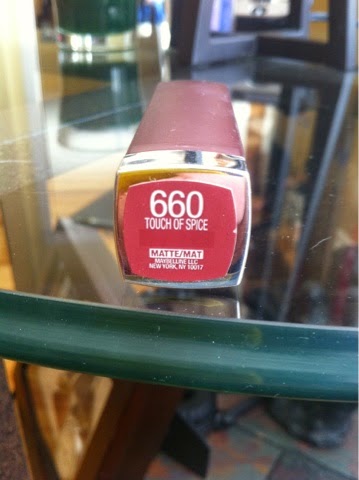 660
TOUCH OF SPICE
MATTE/MAT
MAYBELLINE LLC
NEW YORK, NY 10017